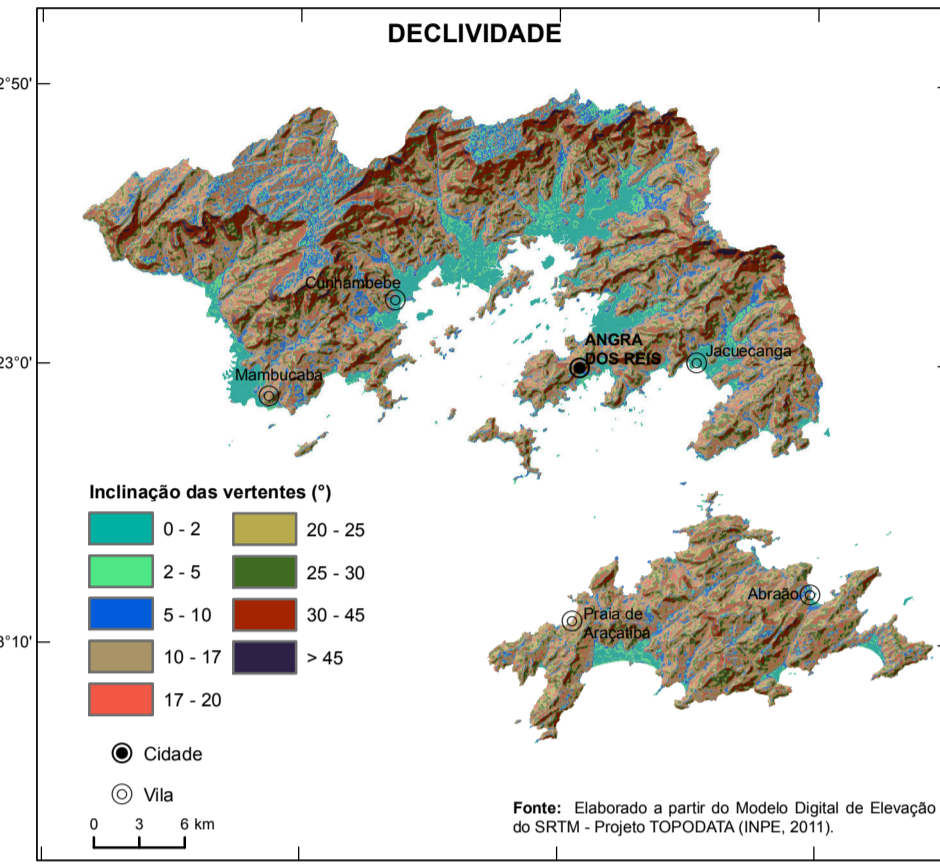 DECLIVIDADE
2°50'
Cunhambebe
ANGRA
DOS REIS
Jacuecanga
23°0'
Mambucaba
Inclinação das vertentes (°)
0 - 2
20 - 25
2 - 5
25 - 30
5 - 10
30 - 45
10 - 17
> 45
17 - 20
Abraão
Praia de
Araçatiba
3°10'
Cidade
Vila
0 3 6 km
Fonte: Elaborado a partir do Modelo Digital de Elevação
do SRTM - Projeto TOPODATA (INPE, 2011).